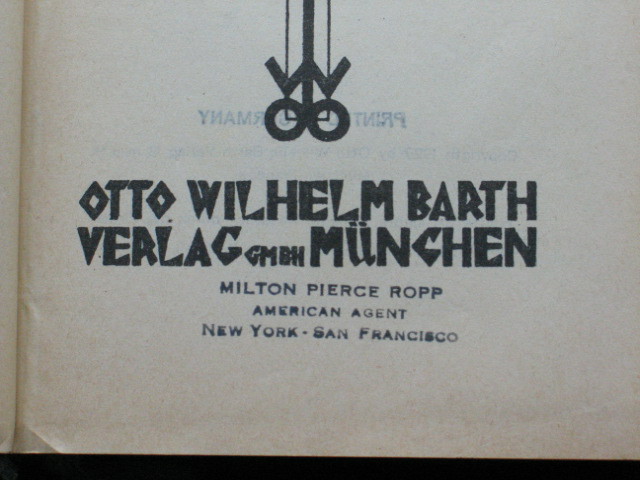 OTTO WILHELM BARTH
VERLAG GMBH MÜNCHEN
MILTON PIERCE ROPP
AMERICAN AGENT
NEW YORK - SAN FRANCISCO